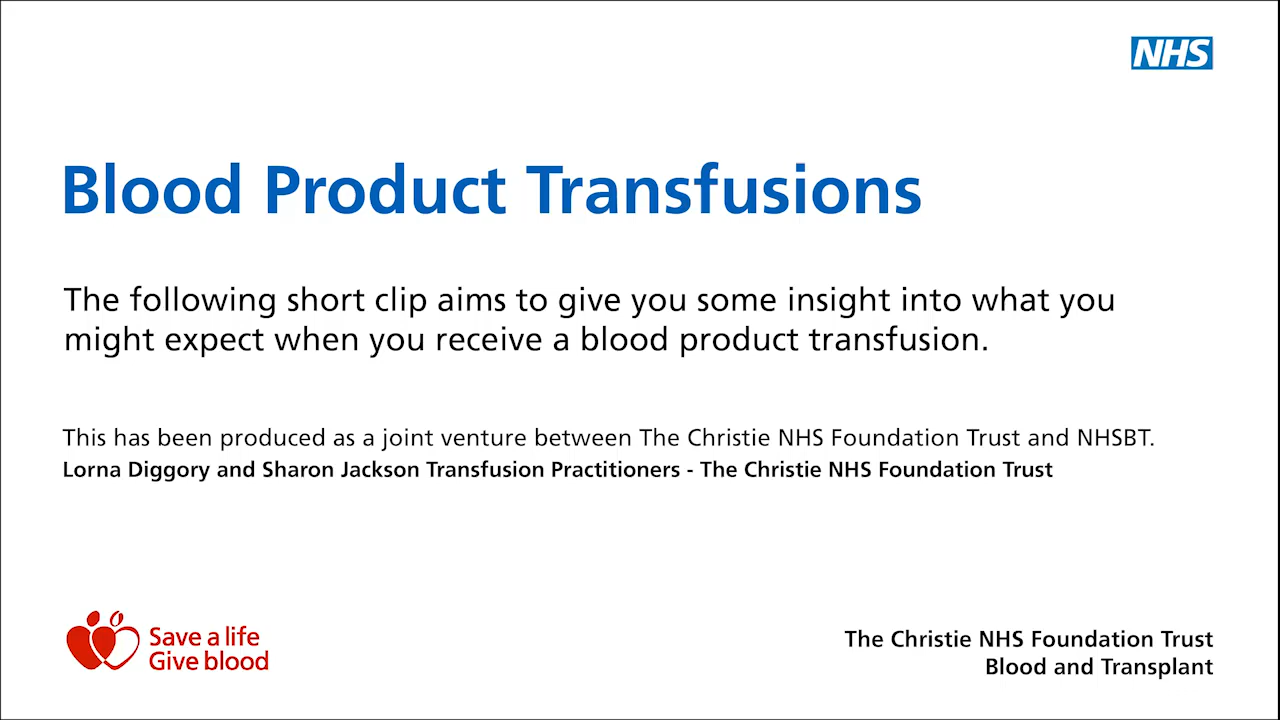 NHS
Blood Product Transfusions
The following short clip aims to give you some insight into what you
might expect when you receive a blood product transfusion.
This has been produced as a joint venture between The Christie NHS Foundation Trust and NHSBT.
Lorna Diggory and Sharon Jackson Transfusion Practitioners - The Christie NHS Foundation Trust
Save a life
Give blood
The Christie NHS Foundation Trust
Blood and Transplant